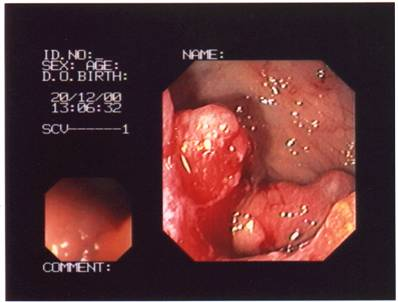 ID.NO:
NAME:
SEX: AGE:
D.O.BIRTH:
20/12/00
13:06:32
SCV------1
COMMENT: